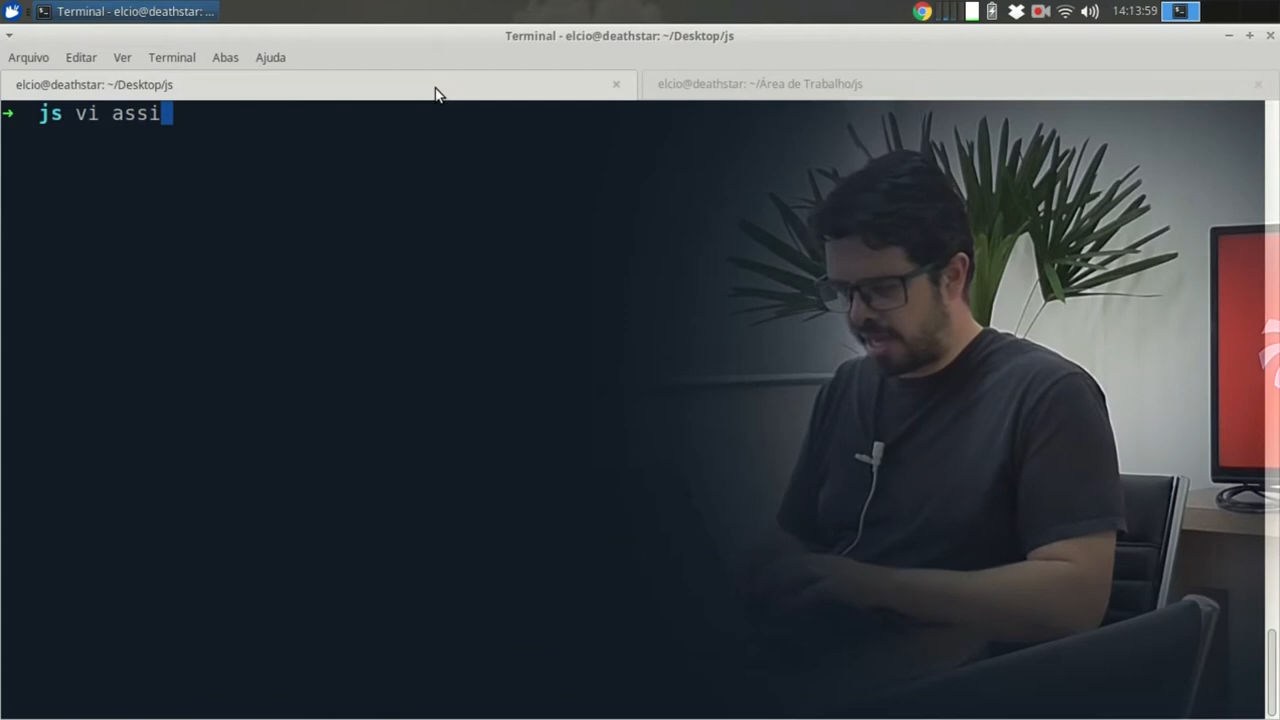 Terminal - elcio@deathstar: ...
14:13:59
Terminal - elcio@deathstar: ~/Desktop/js
Arquivo Editar Ver Terminal Abas Ajuda
elcio@deathstar: ~/Desktop/js
elcio@deathstar: ~/Área de Trabalho/js
→ js vi assi